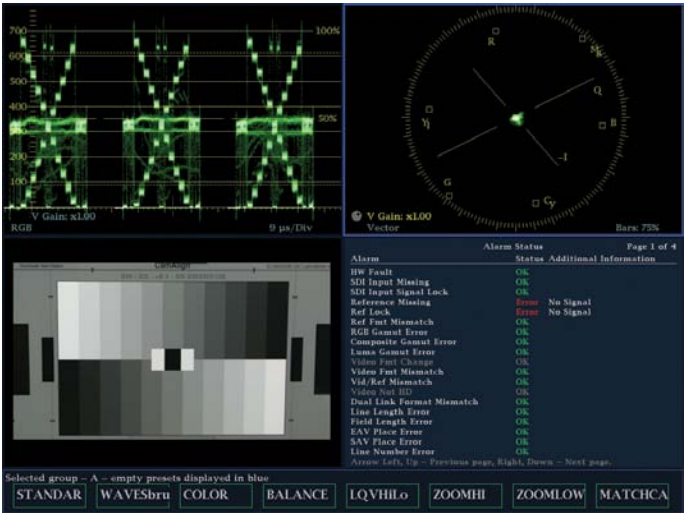 700
600
500
400
300
200
100
100%
50%
V Gain: x1.00
RGB
9 µs/Div
R
Mg
Q
B
Yl
-I
G
Cy
V Gain: x1.00
Vector
Bars: 75%
CamAlign
Alarm Status Page 1 of 4
Alarm Status Additional Information
HW Fault OK
SDI Input Missing OK
SDI Input Signal Lock OK
Reference Missing Error No Signal
Ref Lock Error No Signal
Ref Fmt Mismatch OK
RGB Gamut Error OK
Composite Gamut Error OK
Luma Gamut Error OK
Video Fmt Change OK
Video Fmt Mismatch OK
Vid/Ref Mismatch OK
Video Not HD OK
Dual Link Format Mismatch OK
Line Length Error OK
Field Length Error OK
EAV Place Error OK
SAV Place Error OK
Line Number Error OK
Arrow Left, Up - Previous page, Right, Down - Next page.
Selected group - A - empty presets displayed in blue
STANDAR WAVESbru COLOR BALANCE LQVHiLo ZOOMHI ZOOMLOW MATCHCA